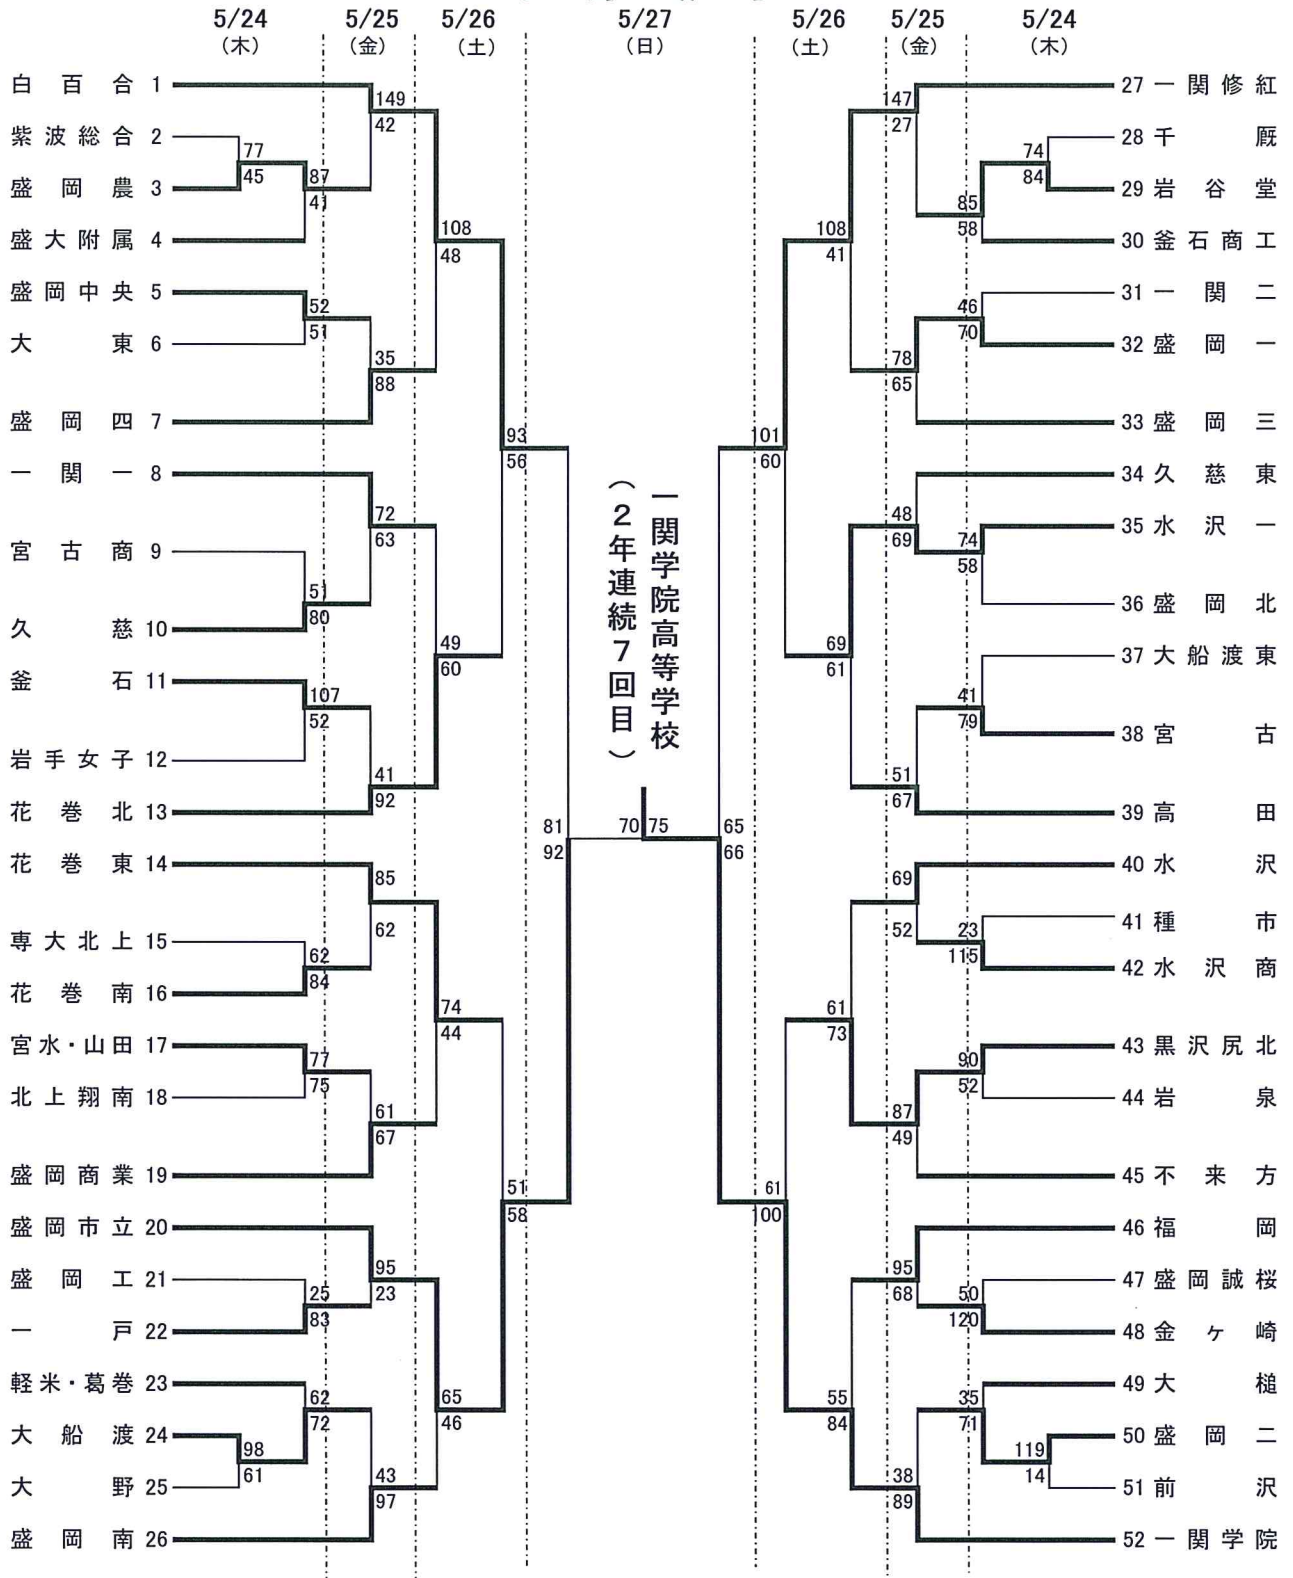 5/24 5/25 5/26 5/27 5/26 5/25 5/24
（木） （金） （土） （日） （土） （金） （木）
白百合 1
紫波総合 2
盛岡農 3
盛大附属 4
盛岡中央 5
大東 6
盛岡四 7
一関一 8
宮古商 9
久慈 10
釜石 11
岩手女子 12
花巻北 13
花巻東 14
専大北上 15
花巻南 16
宮水・山田 17
北上翔南 18
盛岡商業 19
盛岡市立 20
盛岡工 21
一戸 22
軽米・葛巻 23
大船渡 24
大野 25
盛岡南 26
77
45
87
41
52
51
51
80
107
52
62
84
77
75
25
83
62
72
98
61
149
42
35
88
72
63
41
92
85
62
61
67
95
23
43
97
108
48
49
60
74
44
65
46
93
56
51
58
81
92
一関学院高等学校
（２年連続７回目）
70 75
65
66
101
60
61
100
108
41
69
61
61
73
55
84
147
27
78
65
48
69
51
67
69
52
87
49
95
68
38
89
74
84
85
58
46
70
74
58
41
79
23
115
90
52
50
120
35
71
119
14
27 一関修紅
28 千厩
29 岩谷堂
30 釜石商工
31 一関二
32 盛岡一
33 盛岡三
34 久慈東
35 水沢一
36 盛岡北
37 大船渡東
38 宮古
39 高田
40 水沢
41 種市
42 水沢商
43 黒沢尻北
44 岩泉
45 不来方
46 福岡
47 盛岡誠桜
48 金ヶ崎
49 大槌
50 盛岡二
51 前沢
52 一関学院